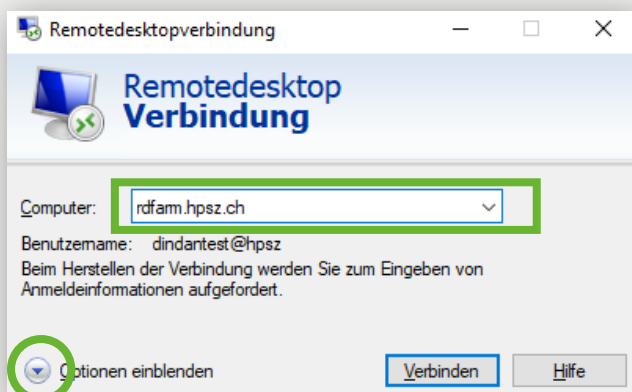 Remotedesktopverbindung
Remotedesktop
Verbindung
Computer: rdfarm.hpsz.ch
Benutzername: dindantest@hpsz
Beim Herstellen der Verbindung werden Sie zum Eingeben von
Anmeldeinformationen aufgefordert.
Optionen einblenden Verbinden Hilfe